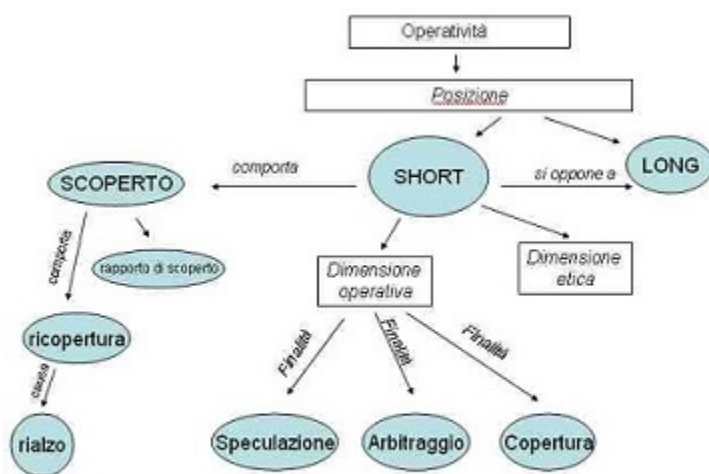 Operatività
Posizione
comporta
SCOPERTO
SHORT
si oppone a
LONG
comporta
rapporto di scoperto
Dimensione
operativa
Dimensione
etica
ricopertura
Finalità
Finalità
Finalità
causa
rialzo
Speculazione
Arbitraggio
Copertura